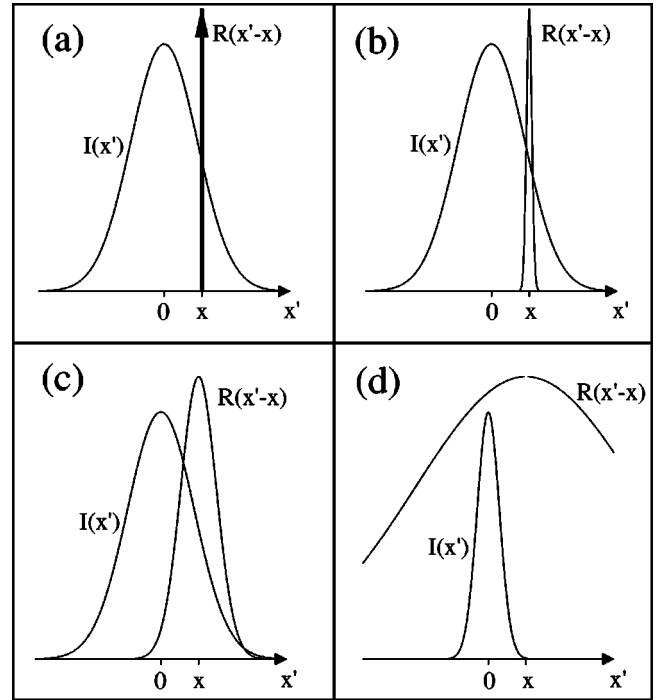 (a)
R(x'-x)
I(x')
0 x x'
(b)
R(x'-x)
I(x')
0 x x'
(c)
R(x'-x)
I(x')
0 x x'
(d)
R(x'-x)
I(x')
0 x x'